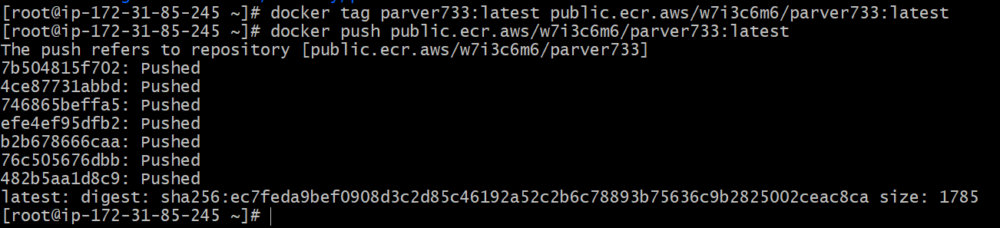 [root@ip-172-31-85-245 ~]# docker tag parver733:latest public.ecr.aws/w7i3c6m6/parver733:latest
[root@ip-172-31-85-245 ~]# docker push public.ecr.aws/w7i3c6m6/parver733:latest
The push refers to repository [public.ecr.aws/w7i3c6m6/parver733]
7b504815f702: Pushed
4ce87731abbd: Pushed
746865beffa5: Pushed
efe4ef95dfb2: Pushed
b2b678666caa: Pushed
76c505676dbb: Pushed
482b5aa1d8c9: Pushed
latest: digest: sha256:ec7feda9bef0908d3c2d85c46192a52c2b6c78893b75636c9b2825002ceac8ca size: 1785
[root@ip-172-31-85-245 ~]#